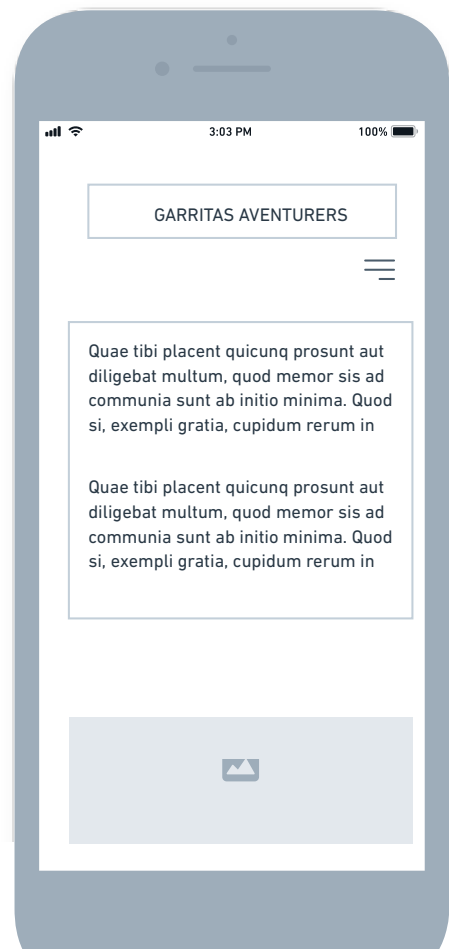 3:03 PM 100%
GARRITAS AVENTURERS
Quae tibi placent quicunq prosunt aut
diligebat multum, quod memor sis ad
communia sunt ab initio minima. Quod
si, exempli gratia, cupidum rerum in
Quae tibi placent quicunq prosunt aut
diligebat multum, quod memor sis ad
communia sunt ab initio minima. Quod
si, exempli gratia, cupidum rerum in